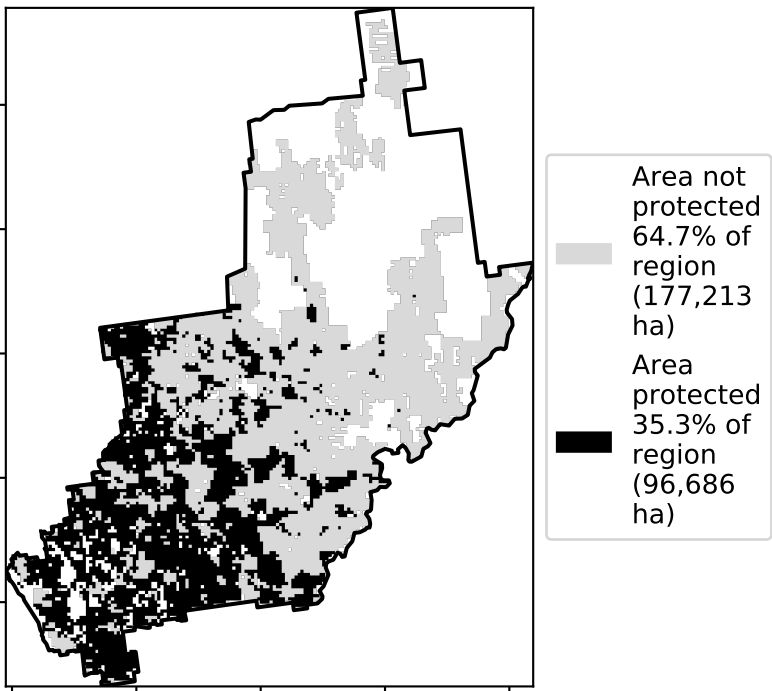 Area not
protected
64.7% of
region
(177,213
ha)
Area
protected
35.3% of
region
(96,686
ha)